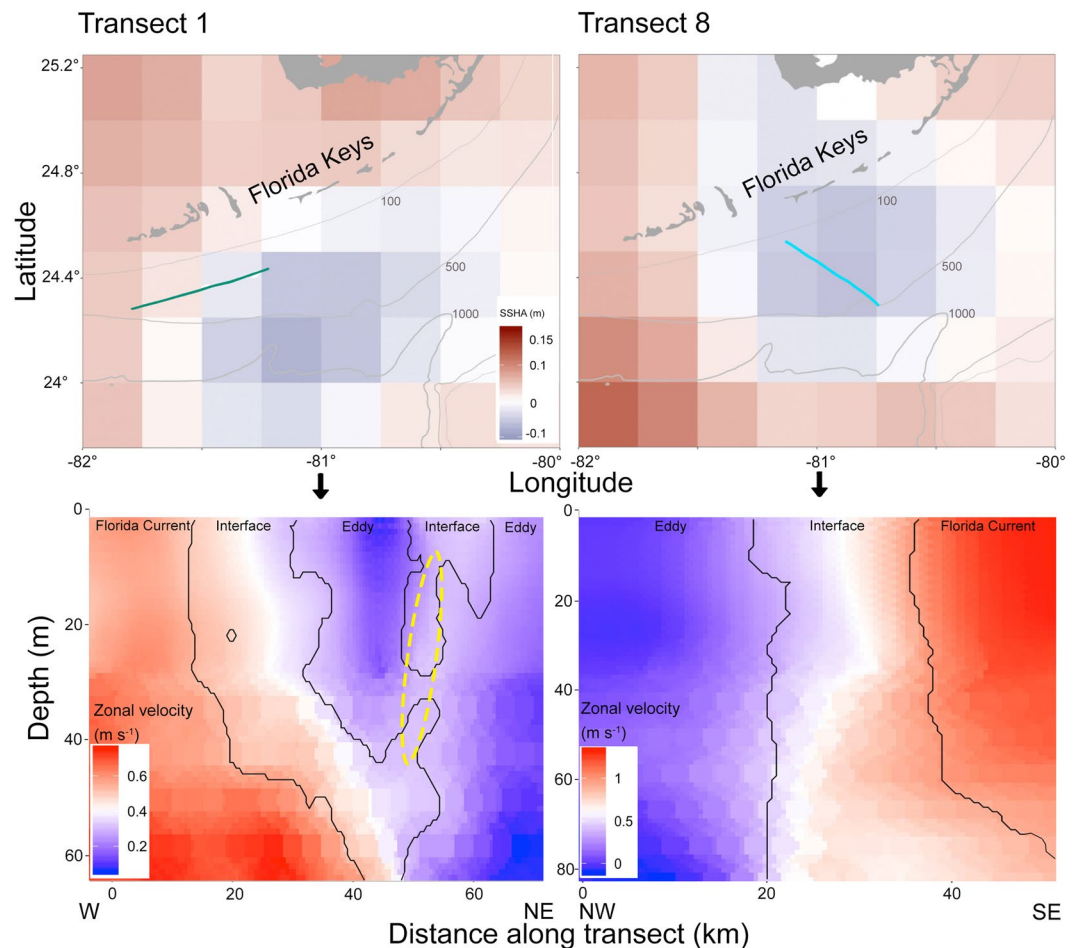 Transect 1
Transect 8
25.2°
24.8°
24.4°
24°
Latitude
Florida Keys
100
500
1000
SSHA (m)
0.15
0.1
0
-0.1
-82°
-81°
-80°
Florida Keys
100
500
1000
-82°
-81°
-80°
Longitude
0
20
40
60
Depth (m)
Florida Current
Interface
Eddy
Interface
Eddy
Zonal velocity
(m s⁻¹)
0.6
0.4
0.2
0
20
40
60
W
NE
0
20
40
60
80
Eddy
Interface
Florida Current
Zonal velocity
(m s⁻¹)
1
0.5
0
0
20
40
NW
SE
Distance along transect (km)